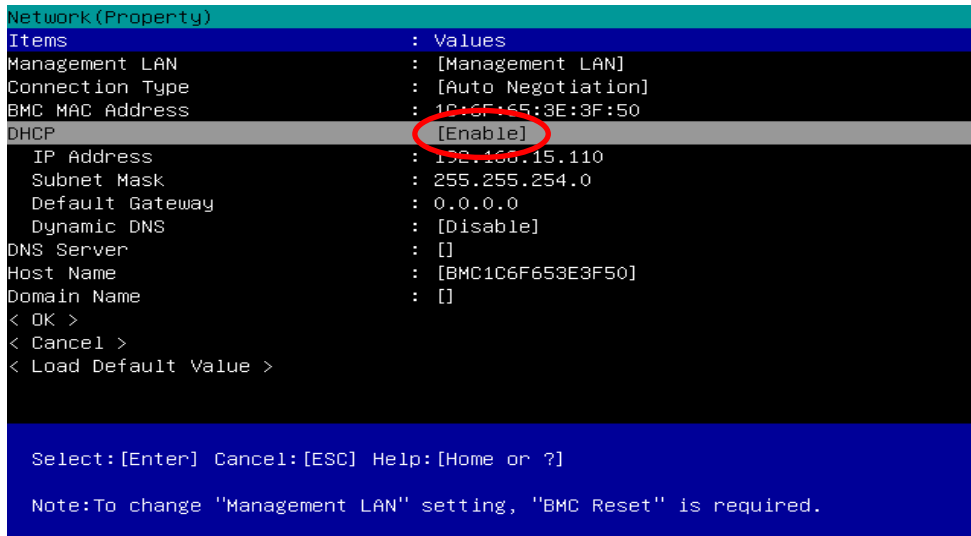 Network(Property)
Items : Values
Management LAN : [Management LAN]
Connection Type : [Auto Negotiation]
BMC MAC Address : 1C:6F:65:3E:3F:50
DHCP [Enable]
IP Address : 192.168.15.110
Subnet Mask : 255.255.254.0
Default Gateway : 0.0.0.0
Dynamic DNS : [Disable]
DNS Server : []
Host Name : [BMC1C6F653E3F50]
Domain Name : []
< OK >
< Cancel >
< Load Default Value >
Select:[Enter] Cancel:[ESC] Help:[Home or ?]
Note:To change "Management LAN" setting, "BMC Reset" is required.